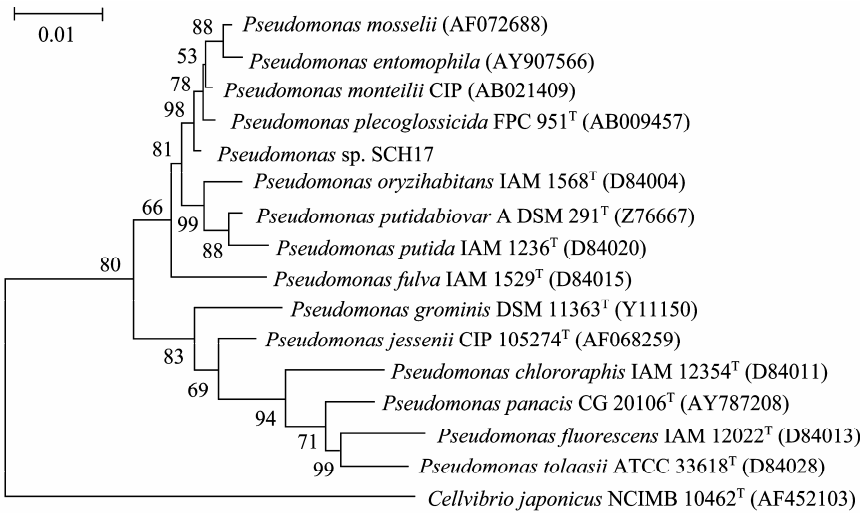 88 Pseudomonas mosselii (AF072688)
0.01
53 Pseudomonas entomophila (AY907566)
78 Pseudomonas monteilii CIP (AB021409)
98 Pseudomonas plecoglossicida FPC 951ᵀ (AB009457)
81 Pseudomonas sp. SCH17
Pseudomonas oryzihabitans IAM 1568ᵀ (D84004)
66 99 Pseudomonas putidabiovar A DSM 291ᵀ (Z76667)
88 Pseudomonas putida IAM 1236ᵀ (D84020)
80 Pseudomonas fulva IAM 1529ᵀ (D84015)
Pseudomonas grominis DSM 11363ᵀ (Y11150)
83 Pseudomonas jessenii CIP 105274ᵀ (AF068259)
69 Pseudomonas chlororaphis IAM 12354ᵀ (D84011)
94 Pseudomonas panacis CG 20106ᵀ (AY787208)
71 Pseudomonas fluorescens IAM 12022ᵀ (D84013)
99 Pseudomonas tolaasii ATCC 33618ᵀ (D84028)
Cellvibrio japonicus NCIMB 10462ᵀ (AF452103)